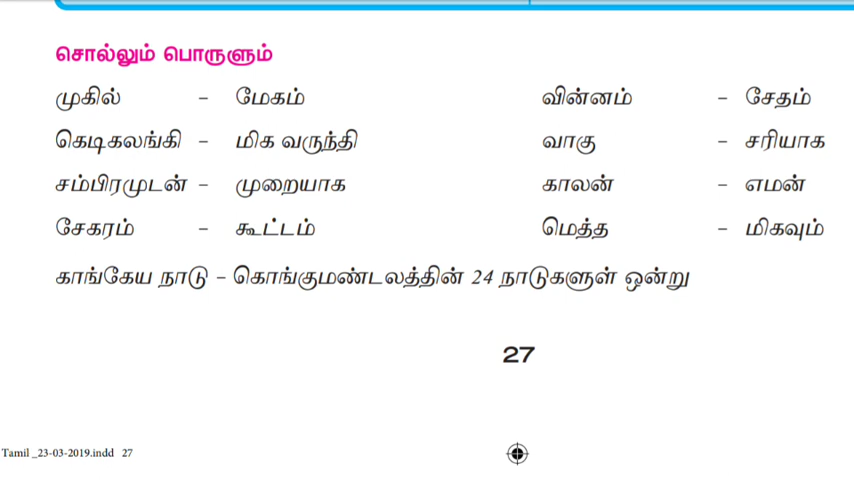 சொல்லும் பொருளும்
முகில் – மேகம் வின்னம் – சேதம்
கெடிகலங்கி – மிக வருந்தி வாகு – சரியாக
சம்பிரமுடன் – முறையாக காலன் – எமன்
சேகரம் – கூட்டம் மெத்த – மிகவும்
காங்கேய நாடு – கொங்குமண்டலத்தின் 24 நாடுகளுள் ஒன்று
27
Tamil _23-03-2019.indd 27